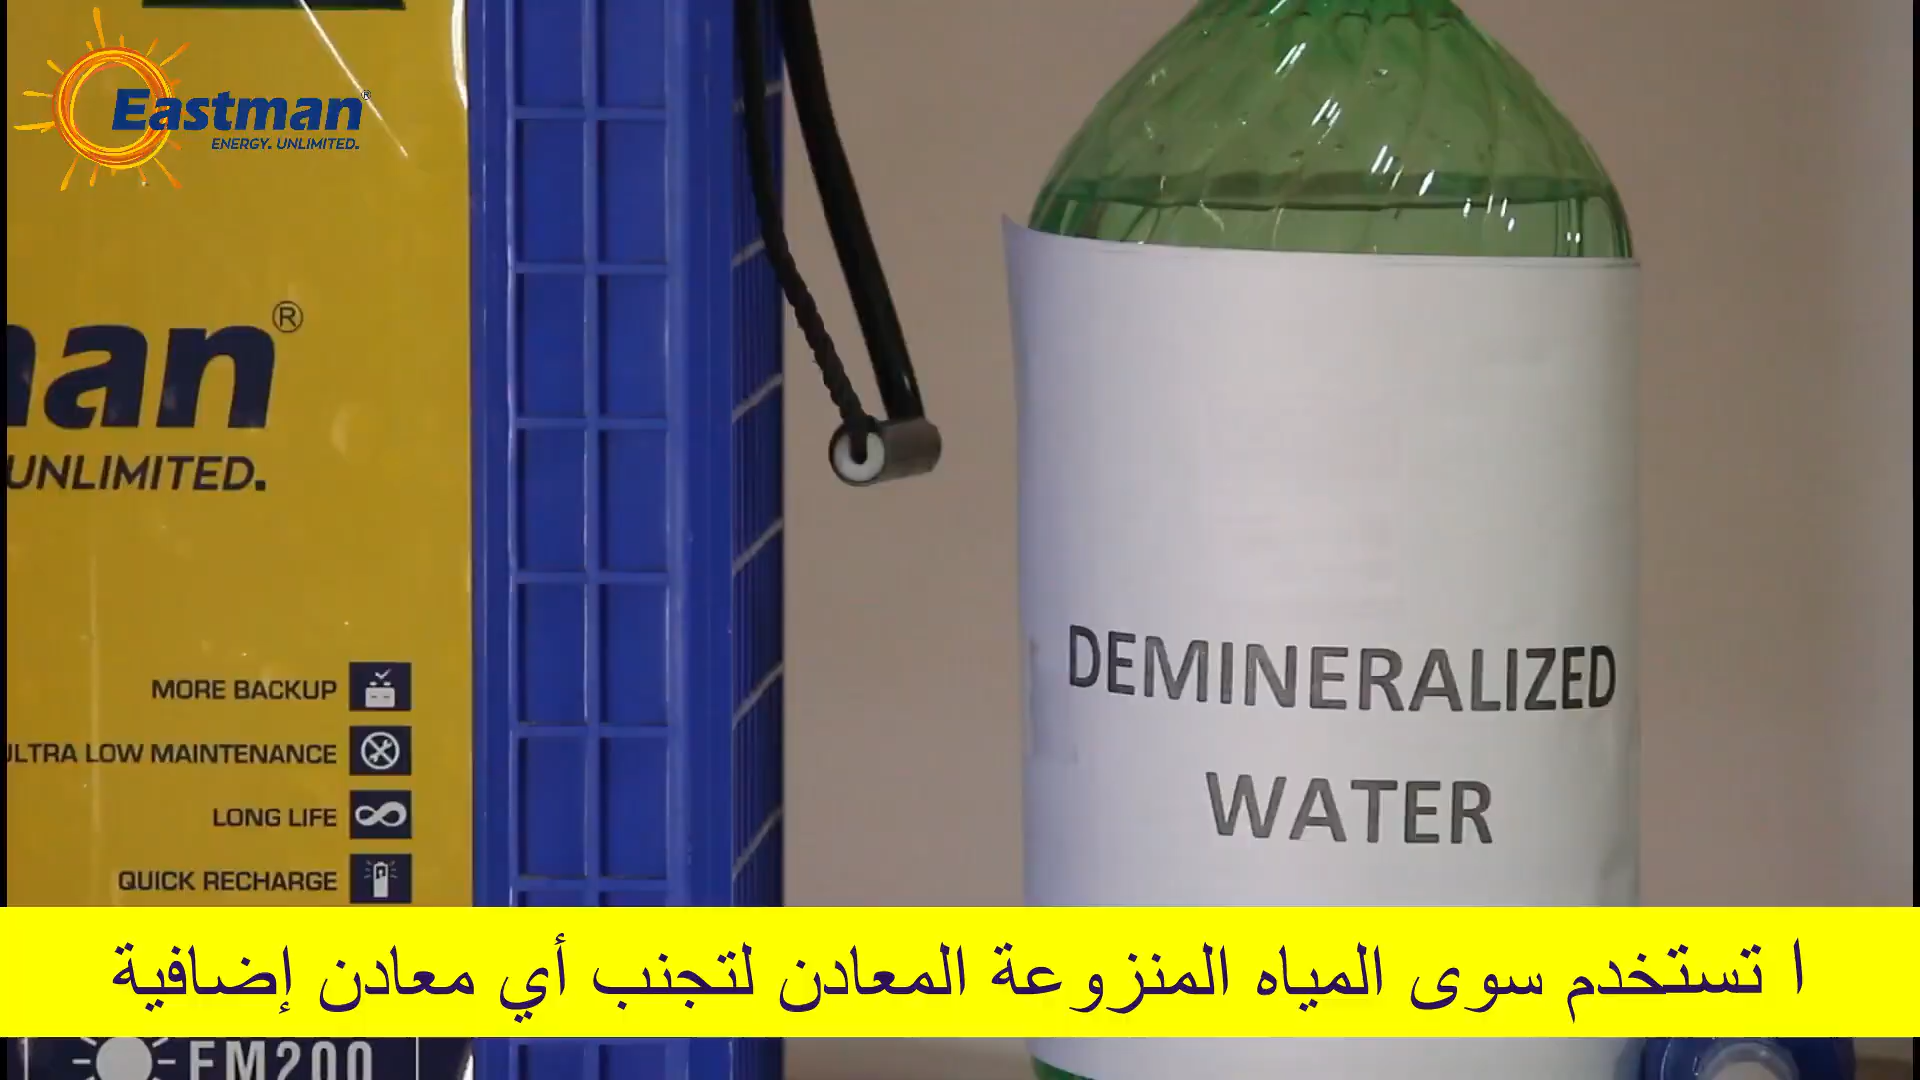 Eastman®
ENERGY. UNLIMITED.
man®
UNLIMITED.
MORE BACKUP
ULTRA LOW MAINTENANCE
LONG LIFE
QUICK RECHARGE
DEMINERALIZED
WATER
ا تستخدم سوى المياه المنزوعة المعادن لتجنب أي معادن إضافية
EM200